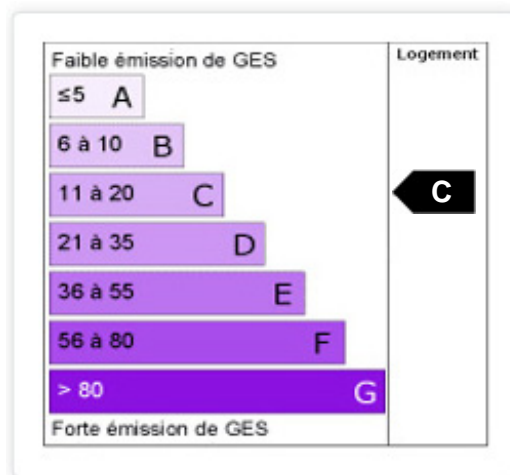 Faible émission de GES
Logement
≤5 A
6 à 10 B
11 à 20 C
C
21 à 35 D
36 à 55 E
56 à 80 F
> 80 G
Forte émission de GES